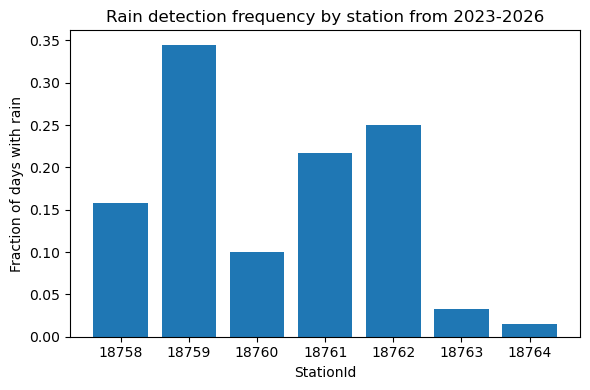 Rain detection frequency by station from 2023-2026
Fraction of days with rain
0.35
0.30
0.25
0.20
0.15
0.10
0.05
0.00
18758 18759 18760 18761 18762 18763 18764
StationId